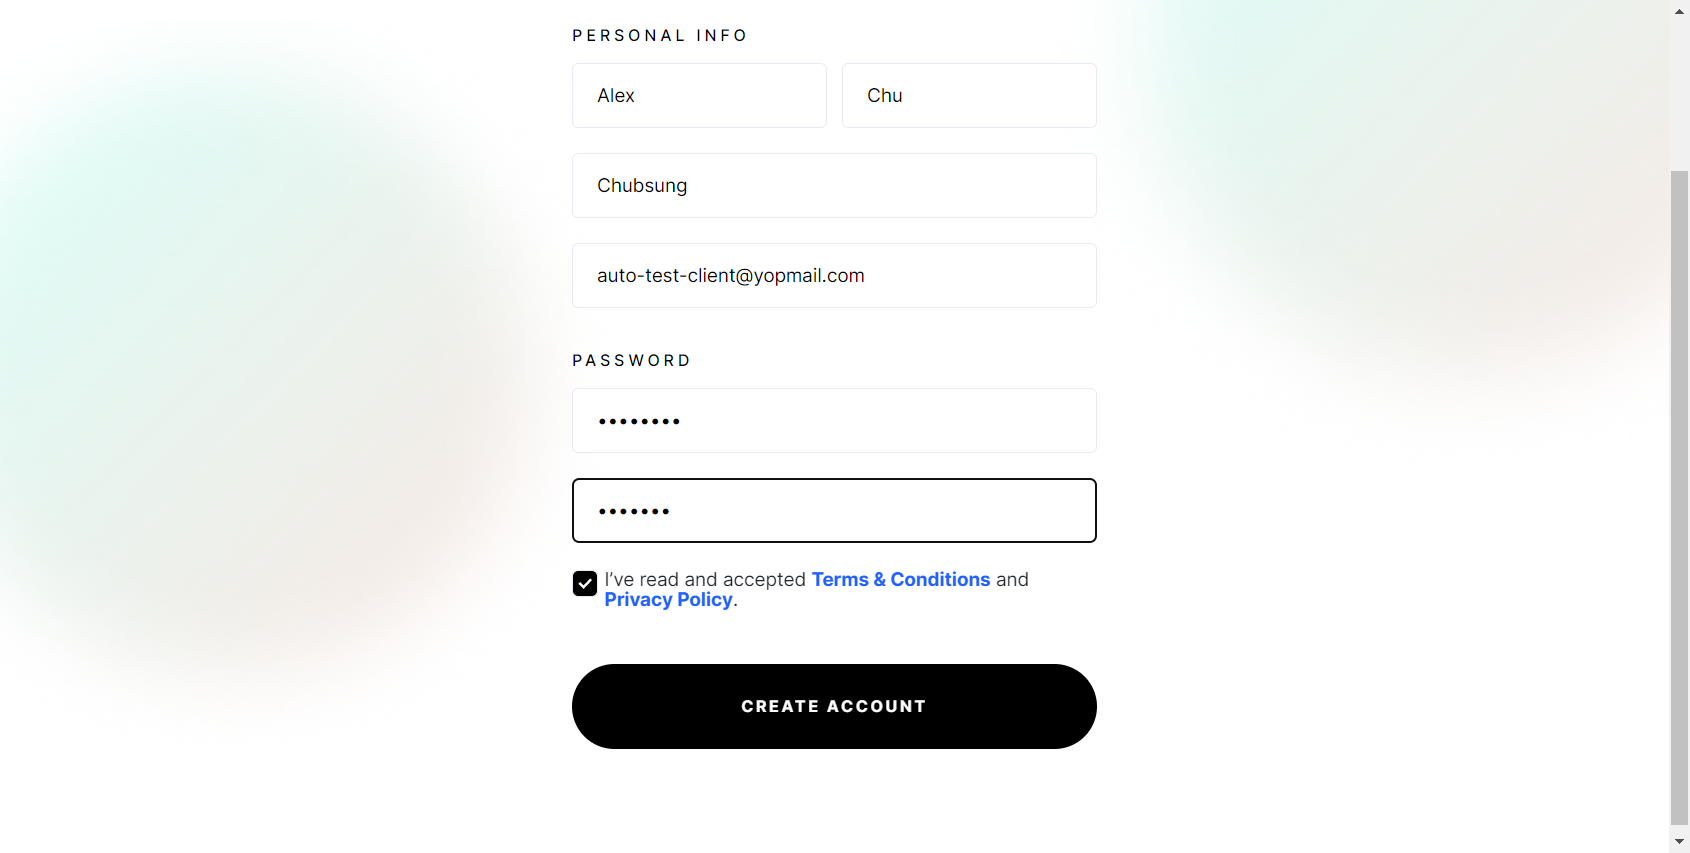 PERSONAL INFO
Alex Chu
Chubsung
auto-test-client@yopmail.com
PASSWORD
••••••••
•••••••
I’ve read and accepted Terms & Conditions and
Privacy Policy.
CREATE ACCOUNT